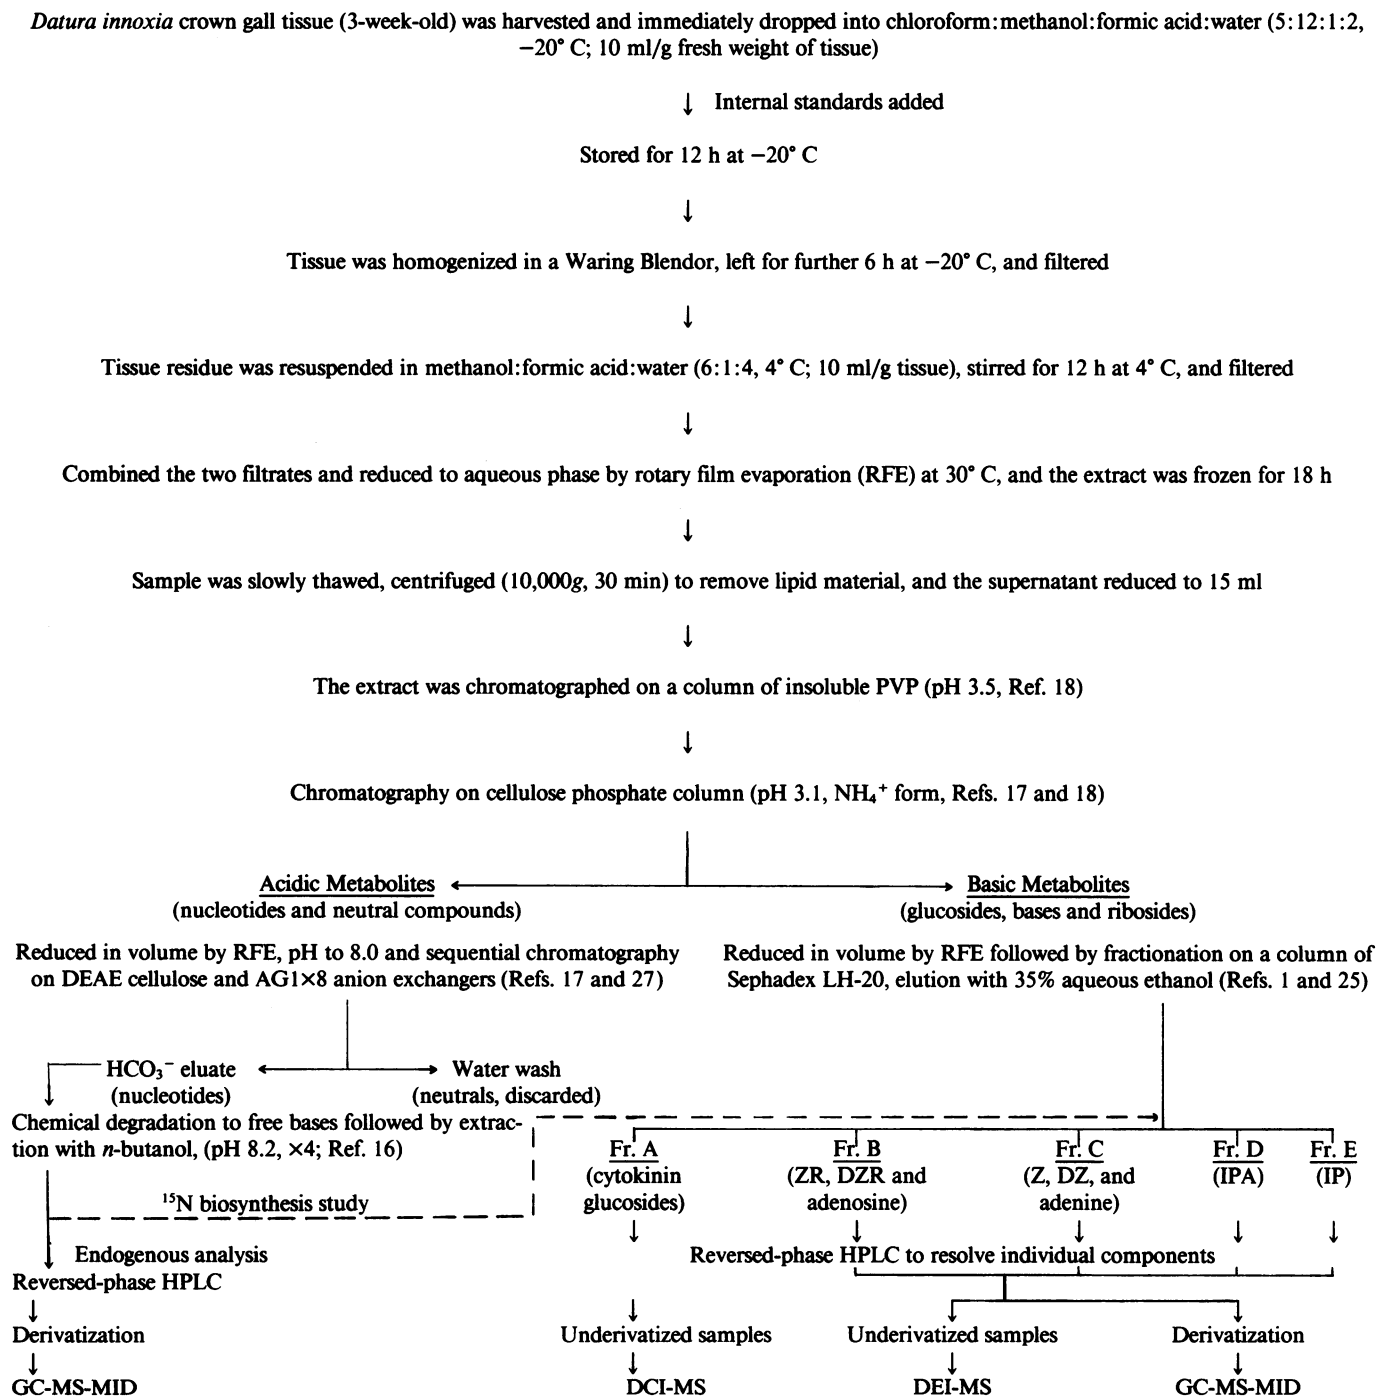 Datura innoxia crown gall tissue (3-week-old) was harvested and immediately dropped into chloroform:methanol:formic acid:water (5:12:1:2,
−20° C; 10 ml/g fresh weight of tissue)
↓ Internal standards added
Stored for 12 h at −20° C
↓
Tissue was homogenized in a Waring Blendor, left for further 6 h at −20° C, and filtered
↓
Tissue residue was resuspended in methanol:formic acid:water (6:1:4, 4° C; 10 ml/g tissue), stirred for 12 h at 4° C, and filtered
↓
Combined the two filtrates and reduced to aqueous phase by rotary film evaporation (RFE) at 30° C, and the extract was frozen for 18 h
↓
Sample was slowly thawed, centrifuged (10,000g, 30 min) to remove lipid material, and the supernatant reduced to 15 ml
↓
The extract was chromatographed on a column of insoluble PVP (pH 3.5, Ref. 18)
↓
Chromatography on cellulose phosphate column (pH 3.1, NH₄⁺ form, Refs. 17 and 18)
Acidic Metabolites
(nucleotides and neutral compounds)
Reduced in volume by RFE, pH to 8.0 and sequential chromatography
on DEAE cellulose and AG1×8 anion exchangers (Refs. 17 and 27)
Basic Metabolites
(glucosides, bases and ribosides)
Reduced in volume by RFE followed by fractionation on a column of
Sephadex LH-20, elution with 35% aqueous ethanol (Refs. 1 and 25)
HCO₃⁻ eluate
(nucleotides)
Water wash
(neutrals, discarded)
Chemical degradation to free bases followed by extrac-
tion with n-butanol, (pH 8.2, ×4; Ref. 16)
¹⁵N biosynthesis study
Endogenous analysis
Reversed-phase HPLC
↓
Derivatization
↓
GC-MS-MID
Fr. A
(cytokinin
glucosides)
Fr. B
(ZR, DZR and
adenosine)
Fr. C
(Z, DZ, and
adenine)
Fr. D
(IPA)
Fr. E
(IP)
Reversed-phase HPLC to resolve individual components
Underivatized samples
↓
DCI-MS
Underivatized samples
↓
DEI-MS
Derivatization
↓
GC-MS-MID